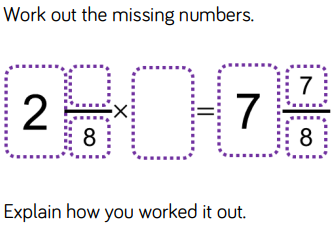 Work out the missing numbers.
2 /8 × = 7 7/8
Explain how you worked it out.